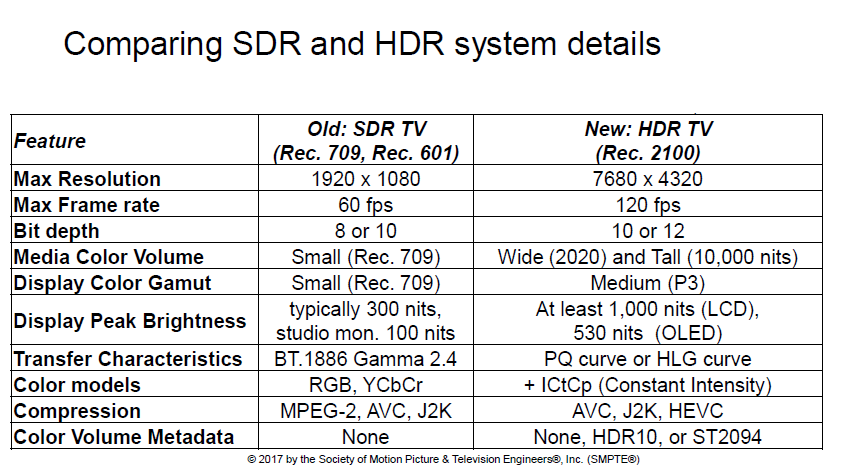 Comparing SDR and HDR system details
Feature
Old: SDR TV
(Rec. 709, Rec. 601)
New: HDR TV
(Rec. 2100)
Max Resolution 1920 x 1080 7680 x 4320
Max Frame rate 60 fps 120 fps
Bit depth 8 or 10 10 or 12
Media Color Volume Small (Rec. 709) Wide (2020) and Tall (10,000 nits)
Display Color Gamut Small (Rec. 709) Medium (P3)
Display Peak Brightness
typically 300 nits,
studio mon. 100 nits
At least 1,000 nits (LCD),
530 nits (OLED)
Transfer Characteristics BT.1886 Gamma 2.4 PQ curve or HLG curve
Color models RGB, YCbCr + ICtCp (Constant Intensity)
Compression MPEG-2, AVC, J2K AVC, J2K, HEVC
Color Volume Metadata None None, HDR10, or ST2094
© 2017 by the Society of Motion Picture & Television Engineers®, Inc. (SMPTE®)